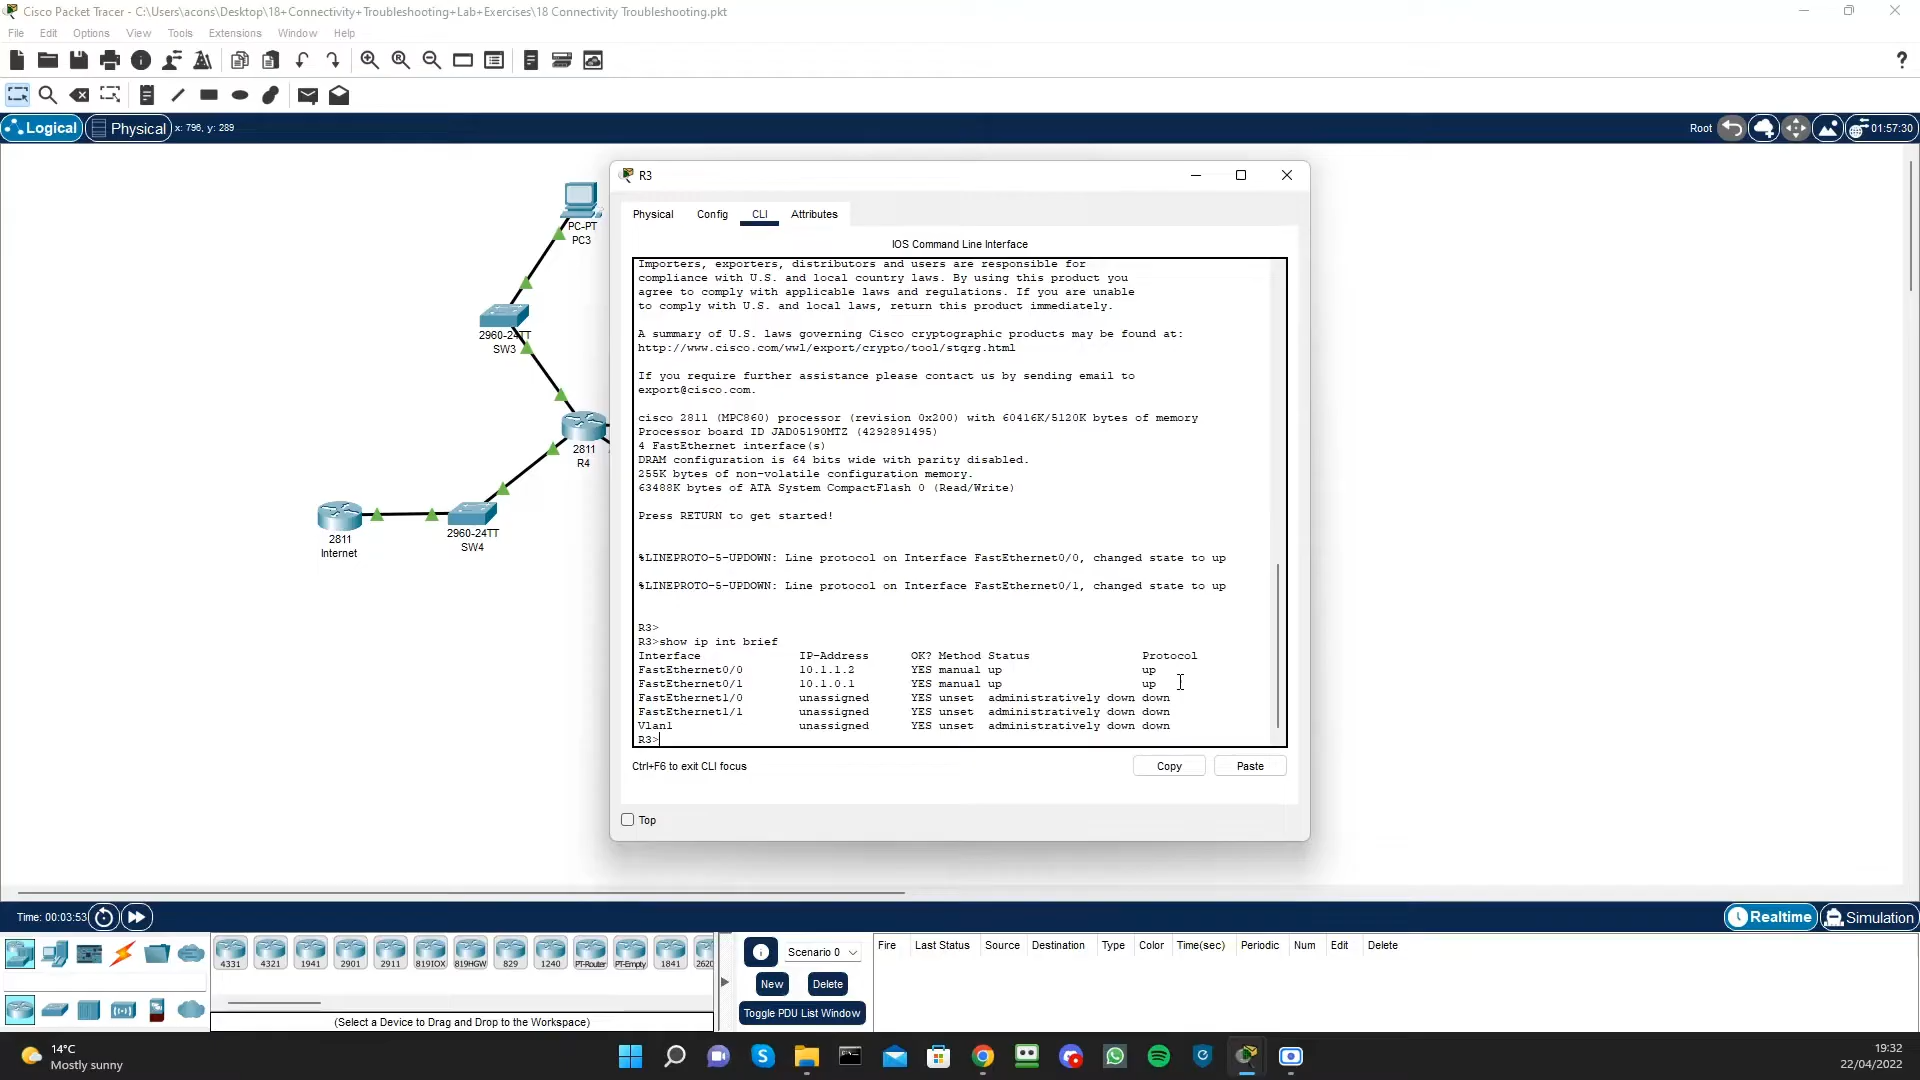 Cisco Packet Tracer - C:\Users\acons\Desktop\18+Connectivity+Troubleshooting+Lab+Exercises\18 Connectivity Troubleshooting.pkt
File Edit Options View Tools Extensions Window Help
Logical Physical x: 796, y: 289 Root 01:57:30
PC-PT
PC3
2960-24TT
SW3
2811
R4
2811
Internet
2960-24TT
SW4
R3
Physical Config CLI Attributes
IOS Command Line Interface
Importers, exporters, distributors and users are responsible for
compliance with U.S. and local country laws. By using this product you
agree to comply with applicable laws and regulations. If you are unable
to comply with U.S. and local laws, return this product immediately.
A summary of U.S. laws governing Cisco cryptographic products may be found at:
http://www.cisco.com/wwl/export/crypto/tool/stqrg.html
If you require further assistance please contact us by sending email to
export@cisco.com.
cisco 2811 (MPC860) processor (revision 0x200) with 60416K/5120K bytes of memory
Processor board ID JAD05190MTZ (4292891495)
4 FastEthernet interface(s)
DRAM configuration is 64 bits wide with parity disabled.
255K bytes of non-volatile configuration memory.
63488K bytes of ATA System CompactFlash 0 (Read/Write)
Press RETURN to get started!
%LINEPROTO-5-UPDOWN: Line protocol on Interface FastEthernet0/0, changed state to up
%LINEPROTO-5-UPDOWN: Line protocol on Interface FastEthernet0/1, changed state to up
R3>
R3>show ip int brief
Interface IP-Address OK? Method Status Protocol
FastEthernet0/0 10.1.1.2 YES manual up up
FastEthernet0/1 10.1.0.1 YES manual up up
FastEthernet1/0 unassigned YES unset administratively down down
FastEthernet1/1 unassigned YES unset administratively down down
Vlan1 unassigned YES unset administratively down down
R3>
Ctrl+F6 to exit CLI focus Copy Paste
Top
Time: 00:03:53 Realtime Simulation
4331 4321 1941 2901 2911 819IOX 819HGW 829 1240 PT-Router PT-Empty 1841 2620
(Select a Device to Drag and Drop to the Workspace)
Scenario 0
New Delete
Toggle PDU List Window
Fire Last Status Source Destination Type Color Time(sec) Periodic Num Edit Delete
14°C
Mostly sunny
19:32
22/04/2022